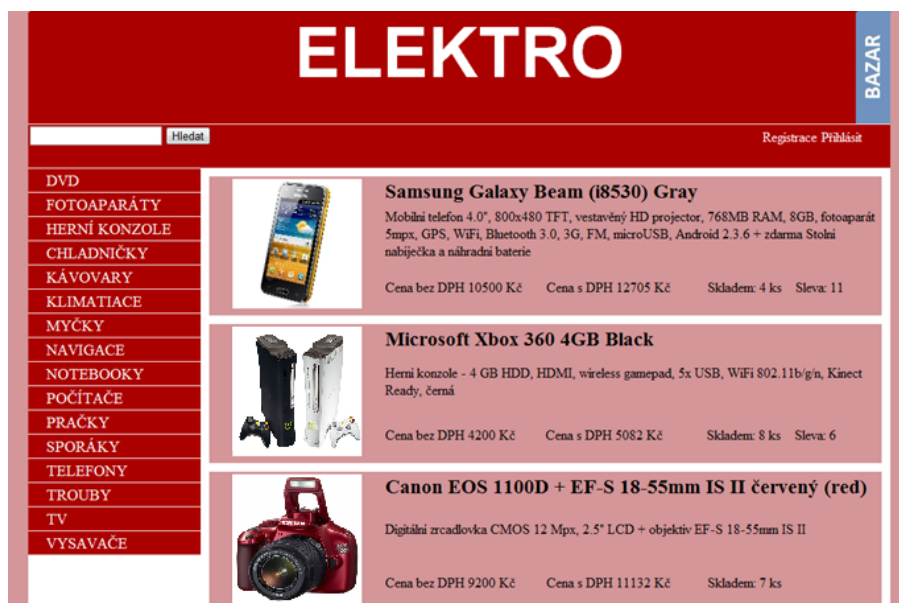 ELEKTRO
BAZAR
Hledat
Registrace Přihlásit
DVD
FOTOAPARÁTY
HERNÍ KONZOLE
CHLADNIČKY
KÁVOVARY
KLIMATIACE
MYČKY
NAVIGACE
NOTEBOOKY
POČÍTAČE
PRAČKY
SPORÁKY
TELEFONY
TROUBY
TV
VYSAVAČE
Samsung Galaxy Beam (i8530) Gray
Mobilní telefon 4.0", 800x480 TFT, vestavěný HD projector, 768MB RAM, 8GB, fotoaparát
5mpx, GPS, WiFi, Bluetooth 3.0, 3G, FM, microUSB, Android 2.3.6 + zdarma Stolní
nabiječka a náhradní baterie
Cena bez DPH 10500 Kč Cena s DPH 12705 Kč Skladem: 4 ks Sleva: 11
Microsoft Xbox 360 4GB Black
Herní konzole - 4 GB HDD, HDMI, wireless gamepad, 5x USB, WiFi 802.11b/g/n, Kinect
Ready, černá
Cena bez DPH 4200 Kč Cena s DPH 5082 Kč Skladem: 8 ks Sleva: 6
Canon EOS 1100D + EF-S 18-55mm IS II červený (red)
Digitální zrcadlovka CMOS 12 Mpx, 2.5" LCD + objektiv EF-S 18-55mm IS II
Cena bez DPH 9200 Kč Cena s DPH 11132 Kč Skladem: 7 ks